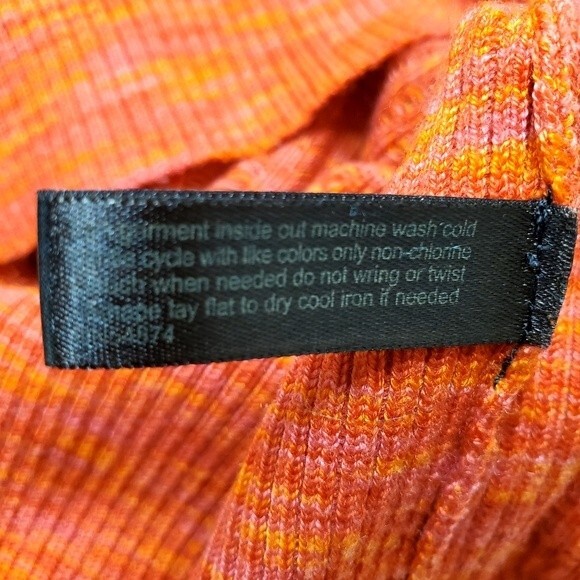 garment inside out machine wash cold
cycle with like colors only non-chlorine
when needed do not wring or twist
lay flat to dry cool iron if needed